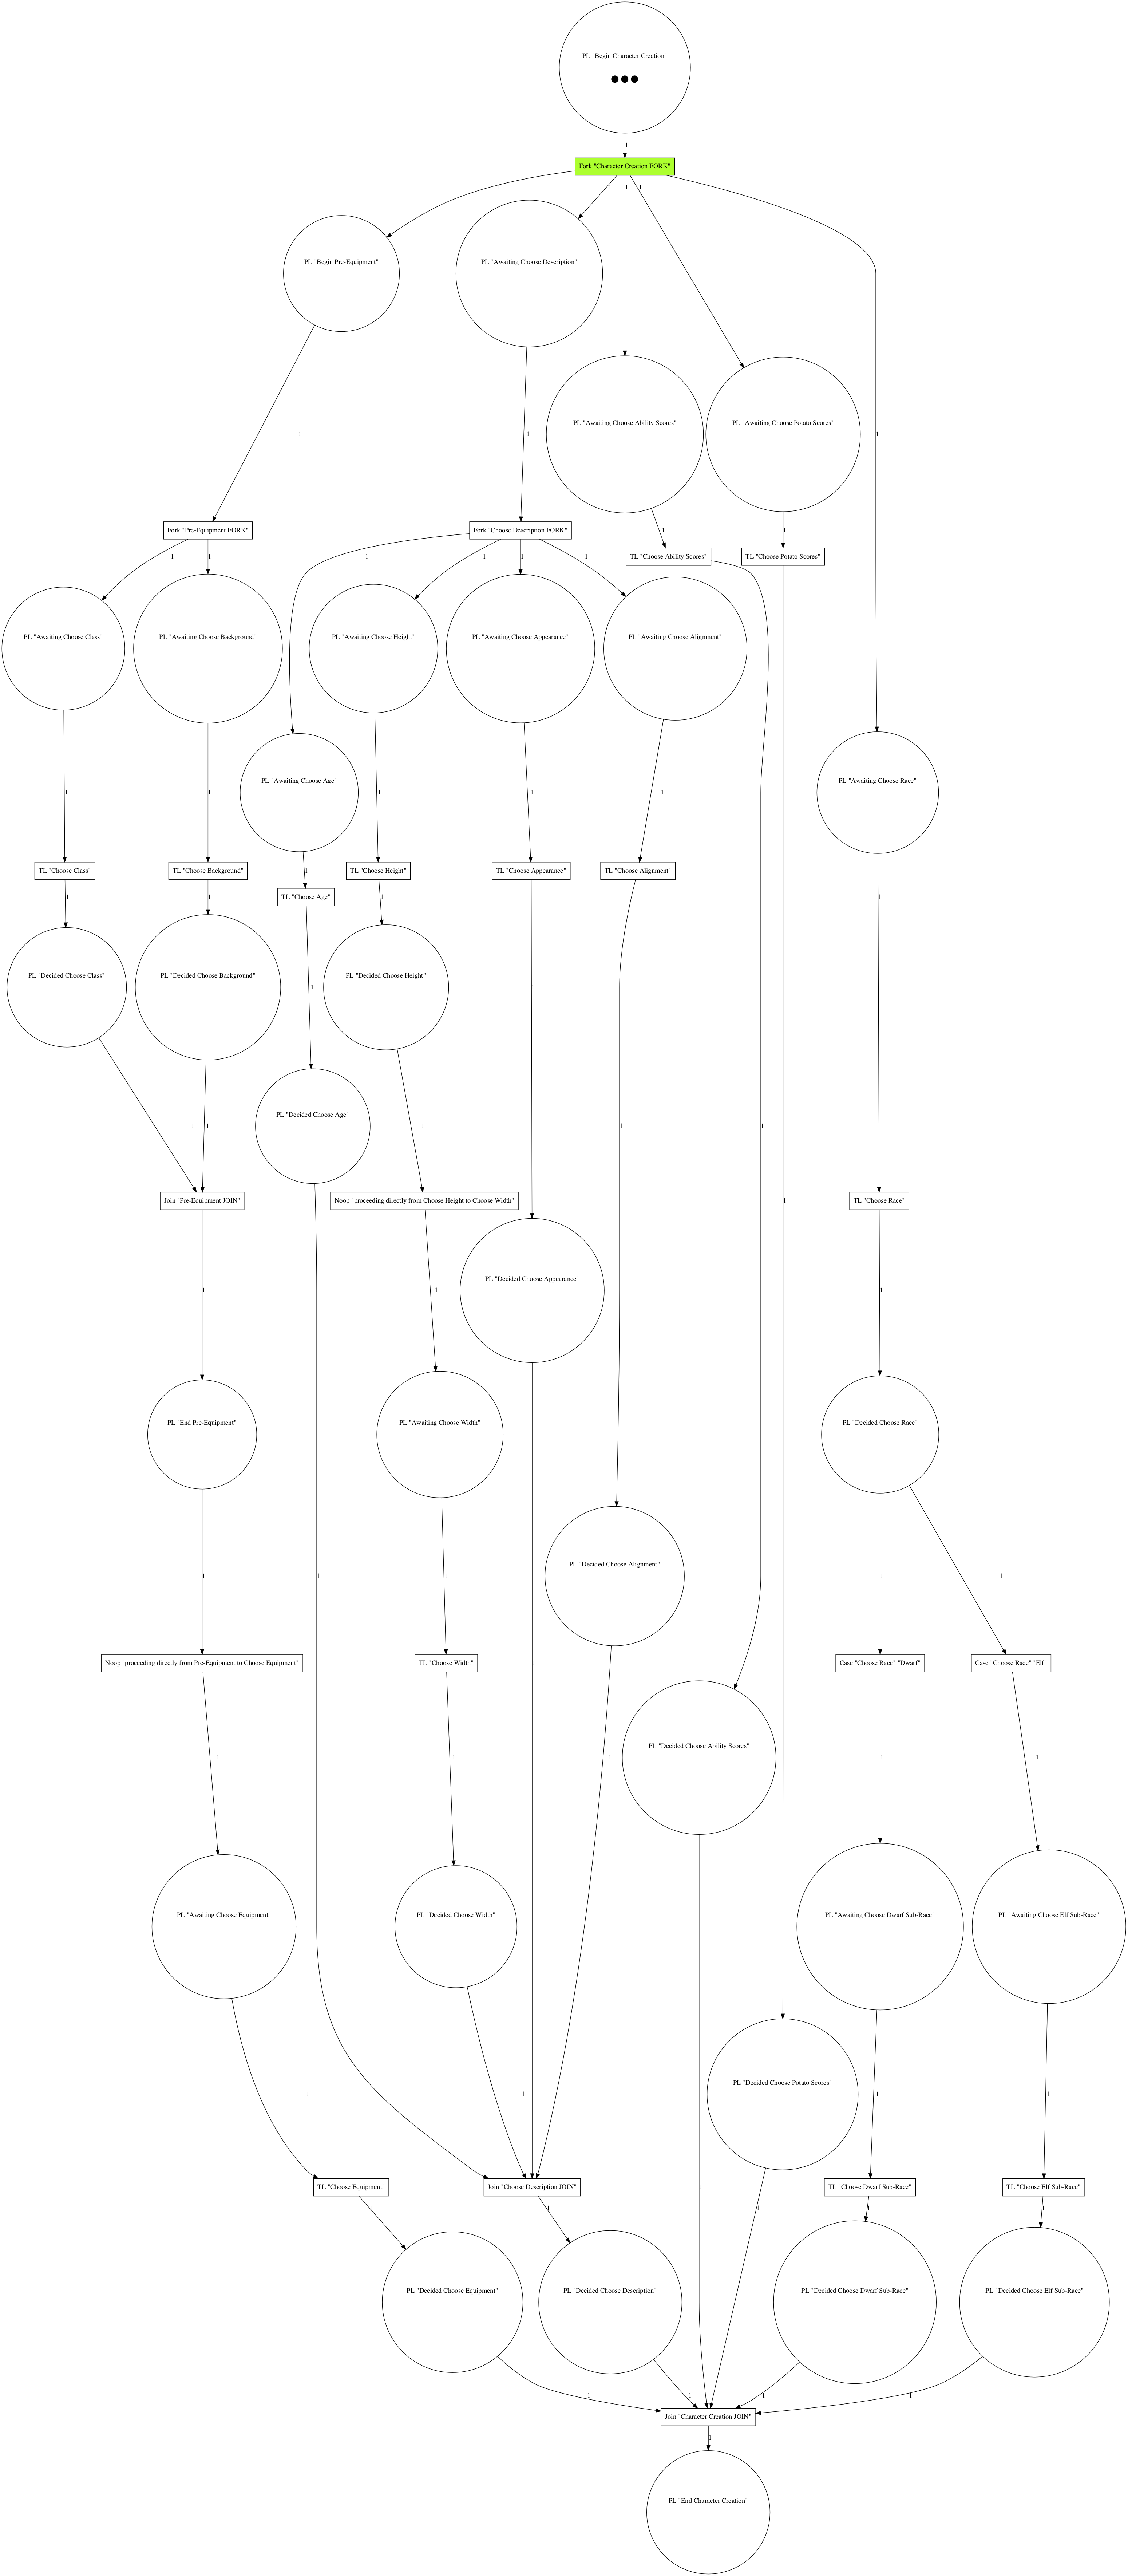 PL "Begin Character Creation"
1
Fork "Character Creation FORK"
1 1 1 1
PL "Begin Pre-Equipment"
PL "Awaiting Choose Description"
PL "Awaiting Choose Ability Scores"
PL "Awaiting Choose Potato Scores"
1 1 1
Fork "Pre-Equipment FORK"
Fork "Choose Description FORK"
1 1
TL "Choose Ability Scores"
TL "Choose Potato Scores"
1 1 1 1 1 1
PL "Awaiting Choose Class"
PL "Awaiting Choose Background"
PL "Awaiting Choose Height"
PL "Awaiting Choose Appearance"
PL "Awaiting Choose Alignment"
PL "Awaiting Choose Age"
PL "Awaiting Choose Race"
1 1 1 1 1
TL "Choose Class"
TL "Choose Background"
TL "Choose Height"
TL "Choose Appearance"
TL "Choose Alignment"
1
TL "Choose Age"
1 1 1 1
PL "Decided Choose Class"
PL "Decided Choose Background"
PL "Decided Choose Height"
1 1
PL "Decided Choose Age"
1 1 1 1 1
Join "Pre-Equipment JOIN"
Noop "proceeding directly from Choose Height to Choose Width"
TL "Choose Race"
1
PL "Decided Choose Appearance"
1 1 1
PL "End Pre-Equipment"
PL "Awaiting Choose Width"
PL "Decided Choose Race"
PL "Decided Choose Alignment"
1 1 1 1 1
Noop "proceeding directly from Pre-Equipment to Choose Equipment"
TL "Choose Width"
1
Case "Choose Race" "Dwarf"
Case "Choose Race" "Elf"
PL "Decided Choose Ability Scores"
1 1 1 1 1
PL "Awaiting Choose Equipment"
PL "Decided Choose Width"
PL "Awaiting Choose Dwarf Sub-Race"
PL "Awaiting Choose Elf Sub-Race"
PL "Decided Choose Potato Scores"
1 1 1 1
TL "Choose Equipment"
Join "Choose Description JOIN"
1
TL "Choose Dwarf Sub-Race"
TL "Choose Elf Sub-Race"
1 1 1 1 1
PL "Decided Choose Equipment"
PL "Decided Choose Description"
PL "Decided Choose Dwarf Sub-Race"
PL "Decided Choose Elf Sub-Race"
1 1 1 1
Join "Character Creation JOIN"
1
PL "End Character Creation"